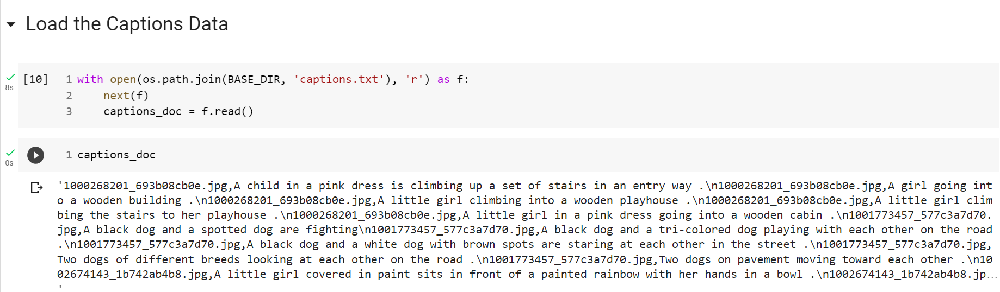 Load the Captions Data
8s
[10]
1 with open(os.path.join(BASE_DIR, 'captions.txt'), 'r') as f:
2     next(f)
3     captions_doc = f.read()
0s
1 captions_doc
'1000268201_693b08cb0e.jpg,A child in a pink dress is climbing up a set of stairs in an entry way .\n1000268201_693b08cb0e.jpg,A girl going int
o a wooden building .\n1000268201_693b08cb0e.jpg,A little girl climbing into a wooden playhouse .\n1000268201_693b08cb0e.jpg,A little girl clim
bing the stairs to her playhouse .\n1000268201_693b08cb0e.jpg,A little girl in a pink dress going into a wooden cabin .\n1001773457_577c3a7d70.
jpg,A black dog and a spotted dog are fighting\n1001773457_577c3a7d70.jpg,A black dog and a tri-colored dog playing with each other on the road
.\n1001773457_577c3a7d70.jpg,A black dog and a white dog with brown spots are staring at each other in the street .\n1001773457_577c3a7d70.jpg,
Two dogs of different breeds looking at each other on the road .\n1001773457_577c3a7d70.jpg,Two dogs on pavement moving toward each other .\n10
02674143_1b742ab4b8.jpg,A little girl covered in paint sits in front of a painted rainbow with her hands in a bowl .\n1002674143_1b742ab4b8.jp…
'